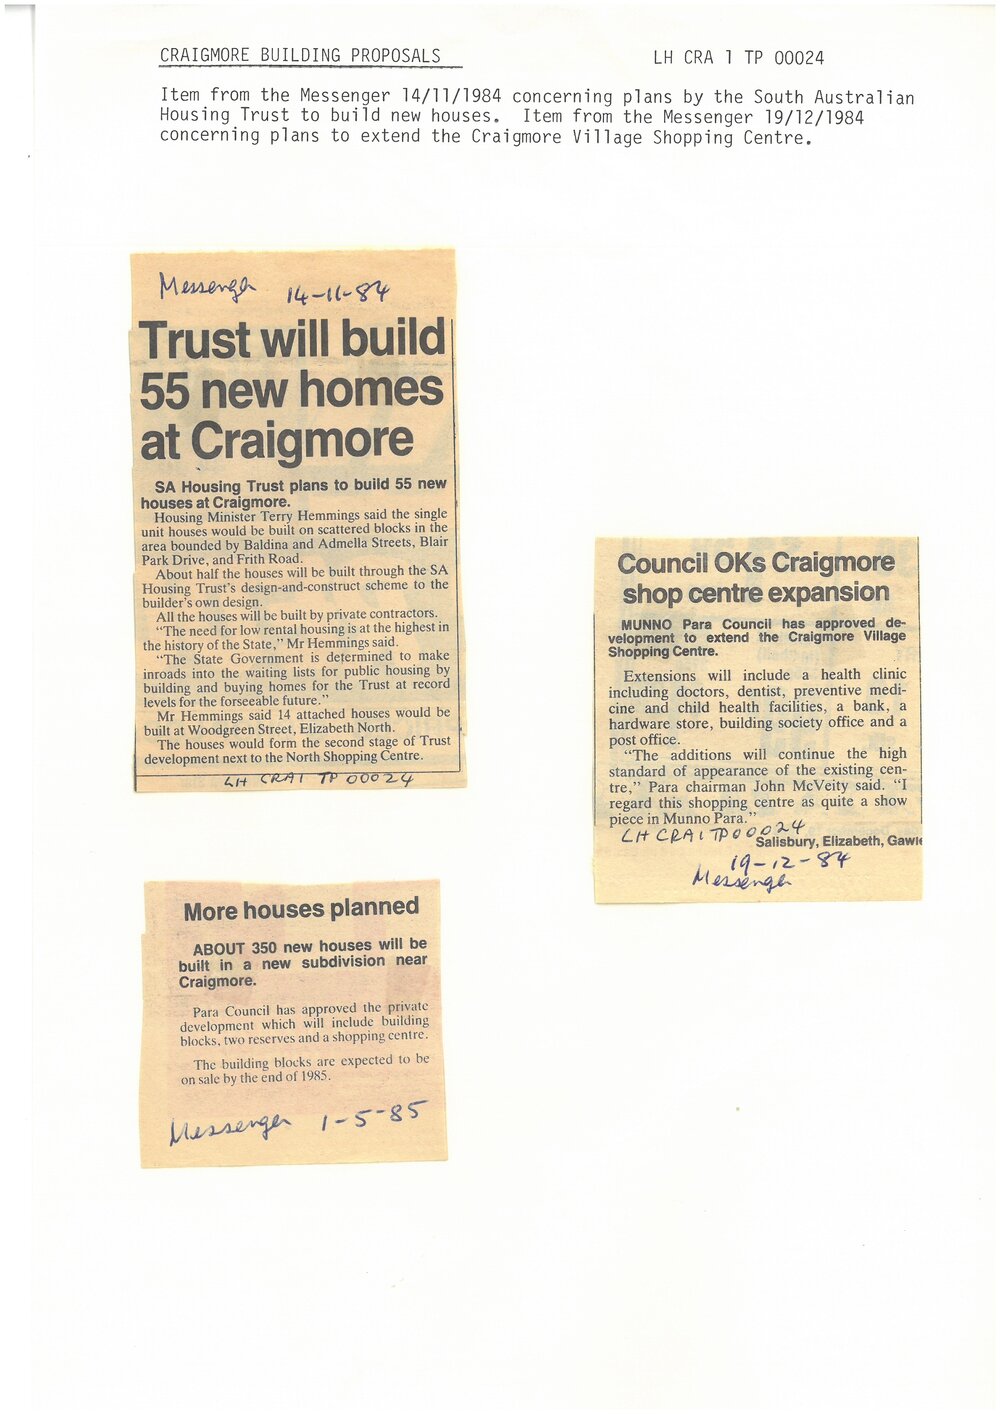 CRAIGMORE BUILDING PROPOSALS
LH CRA 1 TP 00024
Item from the Messenger 14/11/1984 concerning plans by the South Australian
Housing Trust to build new houses.  Item from the Messenger 19/12/1984
concerning plans to extend the Craigmore Village Shopping Centre.
Messenger 14-11-84
Trust will build
55 new homes
at Craigmore
SA Housing Trust plans to build 55 new
houses at Craigmore.
Housing Minister Terry Hemmings said the single
unit houses would be built on scattered blocks in the
area bounded by Baldina and Admella Streets, Blair
Park Drive, and Frith Road.
About half the houses will be built through the SA
Housing Trust's design-and-construct scheme to the
builder's own design.
All the houses will be built by private contractors.
"The need for low rental housing is at the highest in
the history of the State," Mr Hemmings said.
"The State Government is determined to make
inroads into the waiting lists for public housing by
building and buying homes for the Trust at record
levels for the forseeable future."
Mr Hemmings said 14 attached houses would be
built at Woodgreen Street, Elizabeth North.
The houses would form the second stage of Trust
development next to the North Shopping Centre.
LH CRA1 TP 00024
Council OKs Craigmore
shop centre expansion
MUNNO Para Council has approved de-
velopment to extend the Craigmore Village
Shopping Centre.
Extensions will include a health clinic
including doctors, dentist, preventive medi-
cine and child health facilities, a bank, a
hardware store, building society office and a
post office.
"The additions will continue the high
standard of appearance of the existing cen-
tre," Para chairman John McVeity said. "I
regard this shopping centre as quite a show
piece in Munno Para."
LH CRA1 TP00024
Salisbury, Elizabeth, Gawle
19-12-84
Messenger
More houses planned
ABOUT 350 new houses will be
built in a new subdivision near
Craigmore.
Para Council has approved the private
development which will include building
blocks, two reserves and a shopping centre.
The building blocks are expected to be
on sale by the end of 1985.
Messenger 1-5-85